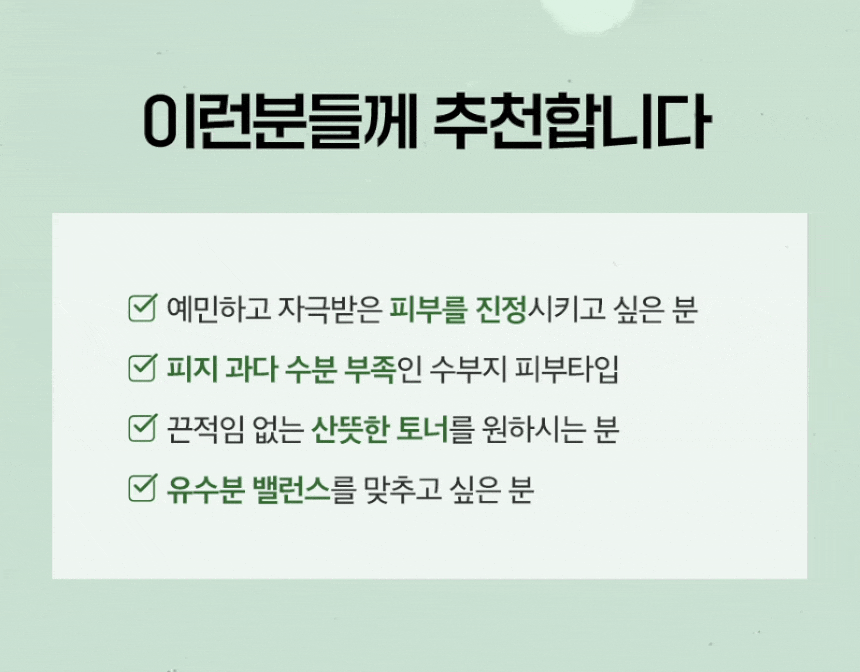 이런분들께 추천합니다
예민하고 자극받은 피부를 진정시키고 싶은 분
피지 과다 수분 부족인 수부지 피부타입
끈적임 없는 산뜻한 토너를 원하시는 분
유수분 밸런스를 맞추고 싶은 분